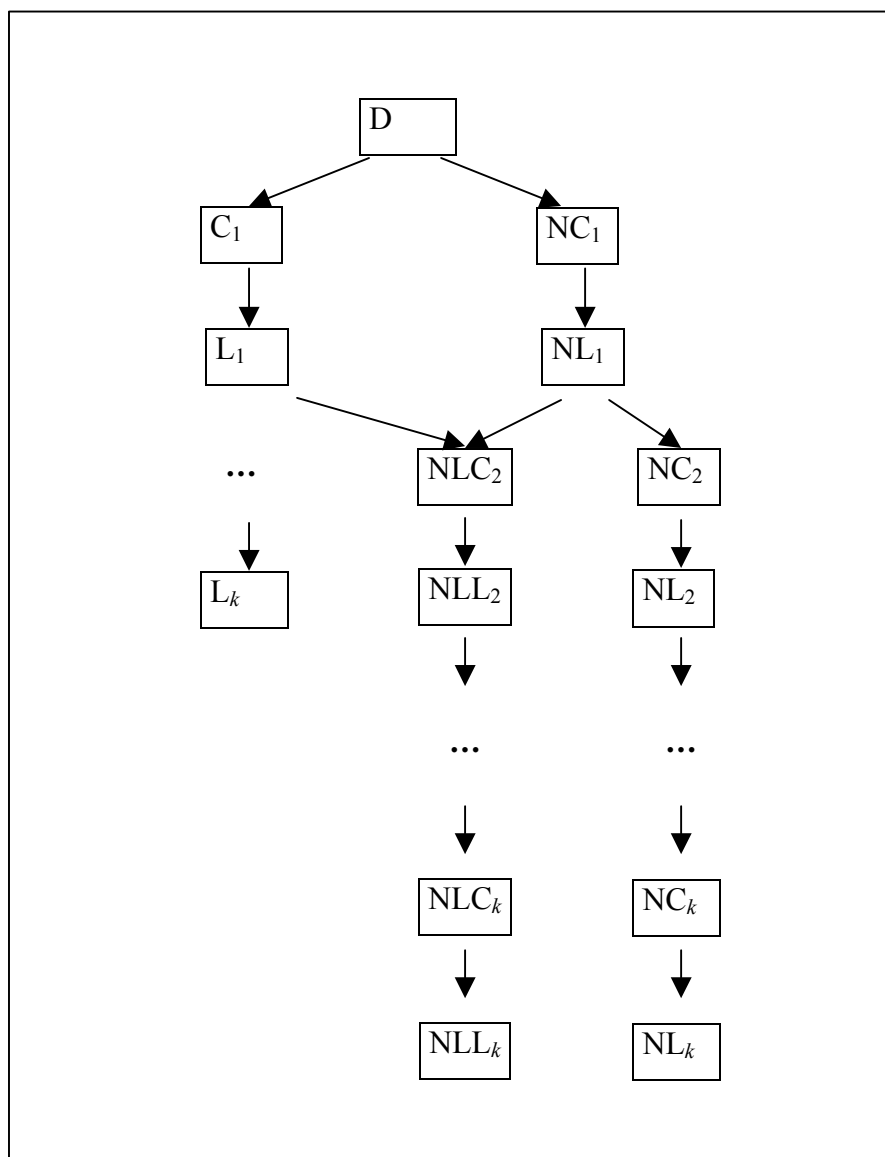 D
C₁ NC₁
L₁ NL₁
... NLC₂ NC₂
Lₖ NLL₂ NL₂
... ...
NLCₖ NCₖ
NLLₖ NLₖ